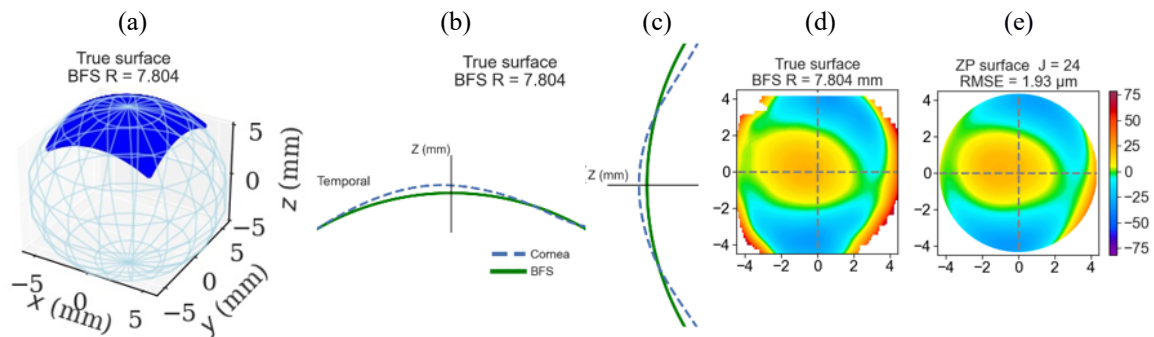 (a)
True surface
BFS R = 7.804
5
0
−5
z (mm)
−5
0
5
x (mm)
−5
0
5
y (mm)
(b)
True surface
BFS R = 7.804
Z (mm)
Temporal
Cornea
BFS
(c)
Z (mm)
(d)
True surface
BFS R = 7.804 mm
4
2
0
−2
−4
−4 −2 0 2 4
(e)
ZP surface J = 24
RMSE = 1.93 µm
4
2
0
−2
−4
−4 −2 0 2 4
75
50
25
0
−25
−50
−75